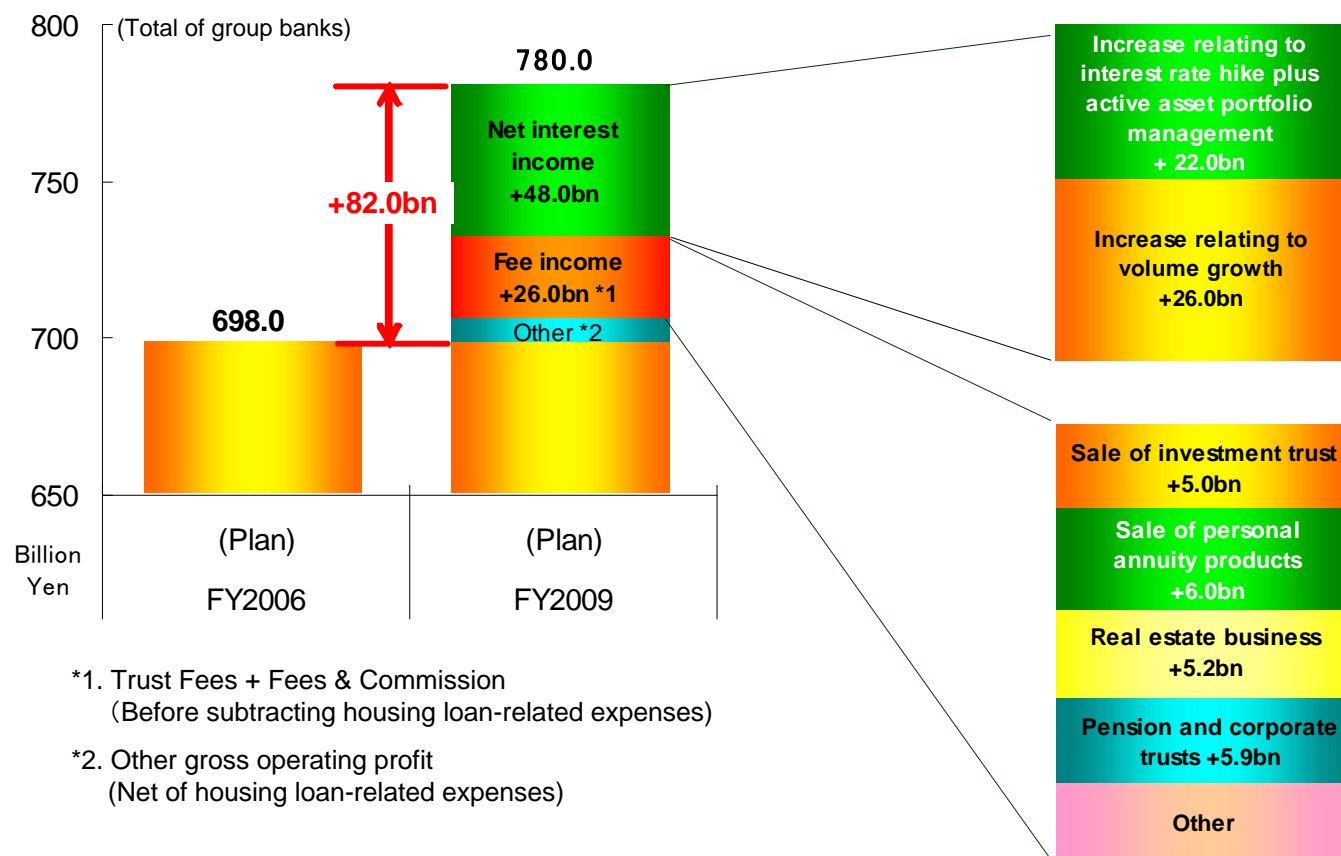 800
(Total of group banks)
780.0
Net interest
income
+48.0bn
750
+82.0bn
Fee income
+26.0bn *1
698.0
Other *2
700
650
Billion
Yen
(Plan)
FY2006
(Plan)
FY2009
Increase relating to
interest rate hike plus
active asset portfolio
management
+ 22.0bn
Increase relating to
volume growth
+26.0bn
Sale of investment trust
+5.0bn
Sale of personal
annuity products
+6.0bn
Real estate business
+5.2bn
Pension and corporate
trusts +5.9bn
Other
*1. Trust Fees + Fees & Commission
（Before subtracting housing loan-related expenses)
*2. Other gross operating profit
(Net of housing loan-related expenses)